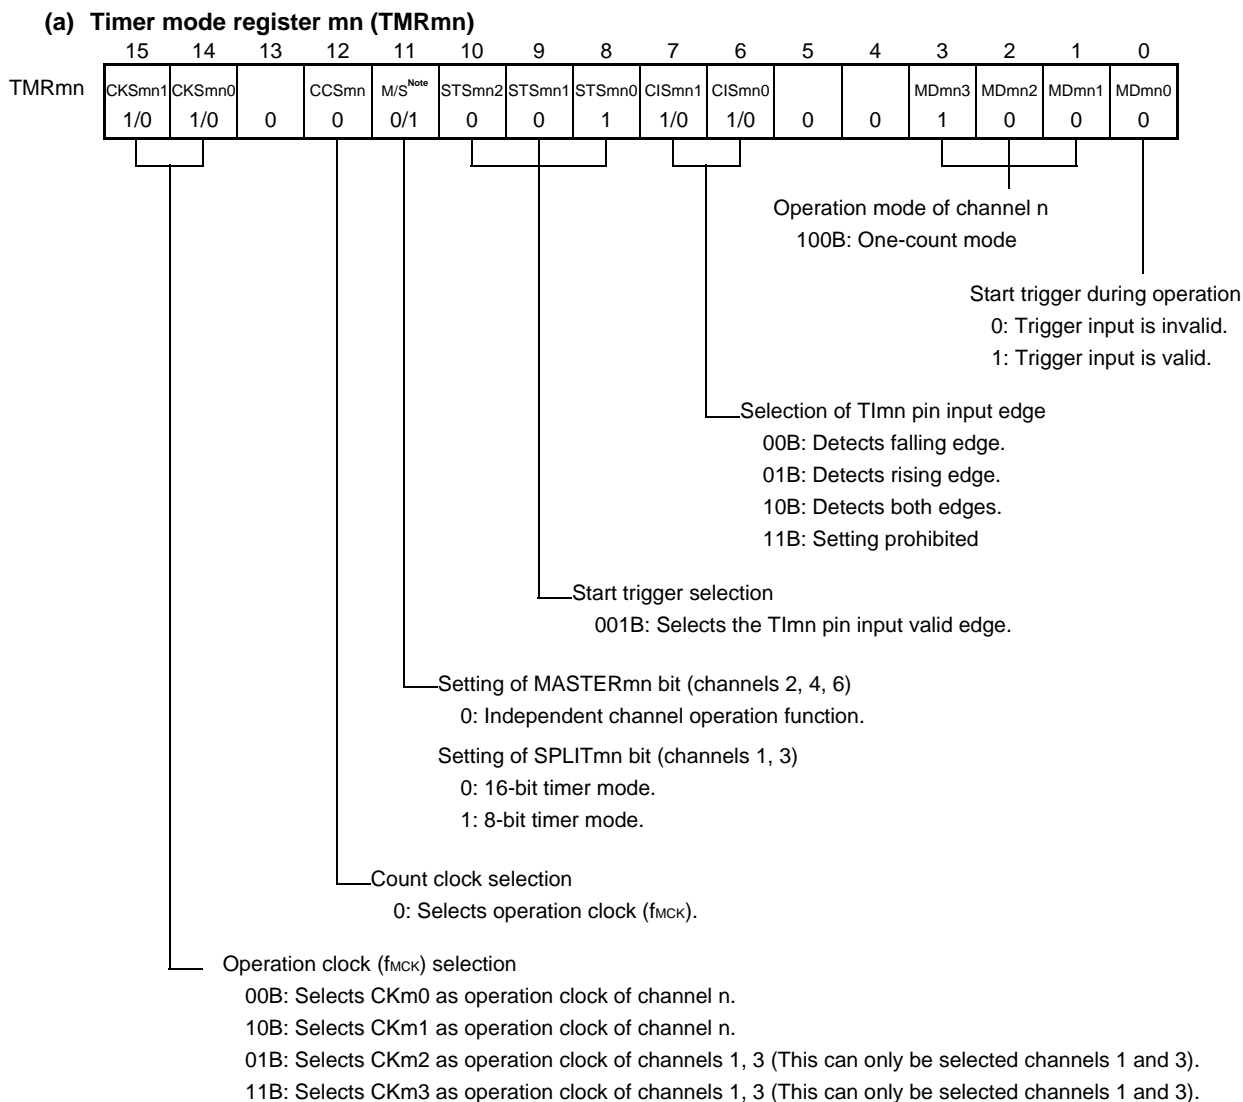 (a) Timer mode register mn (TMRmn)
15 14 13 12 11 10 9 8 7 6 5 4 3 2 1 0
TMRmn CKSmn1 CKSmn0 CCSmn M/S Note STSmn2 STSmn1 STSmn0 CISmn1 CISmn0 MDmn3 MDmn2 MDmn1 MDmn0
1/0 1/0 0 0 0/1 0 0 1 1/0 1/0 0 0 1 0 0 0
Operation mode of channel n
100B: One-count mode
Start trigger during operation
0: Trigger input is invalid.
1: Trigger input is valid.
Selection of TImn pin input edge
00B: Detects falling edge.
01B: Detects rising edge.
10B: Detects both edges.
11B: Setting prohibited
Start trigger selection
001B: Selects the TImn pin input valid edge.
Setting of MASTERmn bit (channels 2, 4, 6)
0: Independent channel operation function.
Setting of SPLITmn bit (channels 1, 3)
0: 16-bit timer mode.
1: 8-bit timer mode.
Count clock selection
0: Selects operation clock (fMCK).
Operation clock (fMCK) selection
00B: Selects CKm0 as operation clock of channel n.
10B: Selects CKm1 as operation clock of channel n.
01B: Selects CKm2 as operation clock of channels 1, 3 (This can only be selected channels 1 and 3).
11B: Selects CKm3 as operation clock of channels 1, 3 (This can only be selected channels 1 and 3).